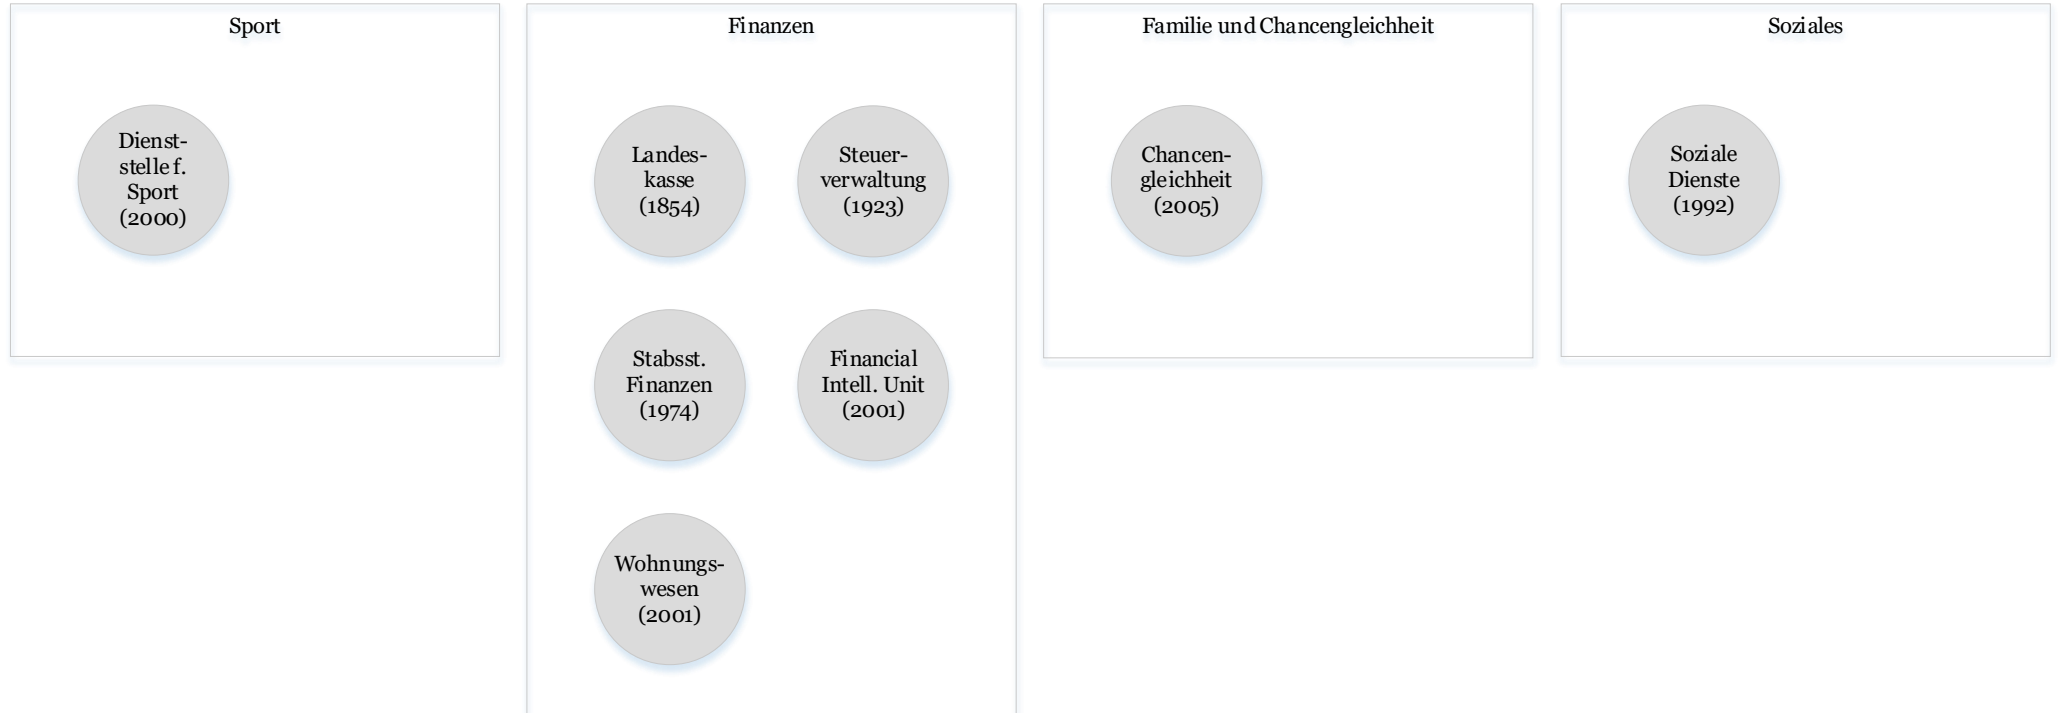 Sport
Dienst-
stelle f.
Sport
(2000)
Finanzen
Landes-
kasse
(1854)
Steuer-
verwaltung
(1923)
Stabsst.
Finanzen
(1974)
Financial
Intell. Unit
(2001)
Wohnungs-
wesen
(2001)
Familie und Chancengleichheit
Chancen-
gleichheit
(2005)
Soziales
Soziale
Dienste
(1992)